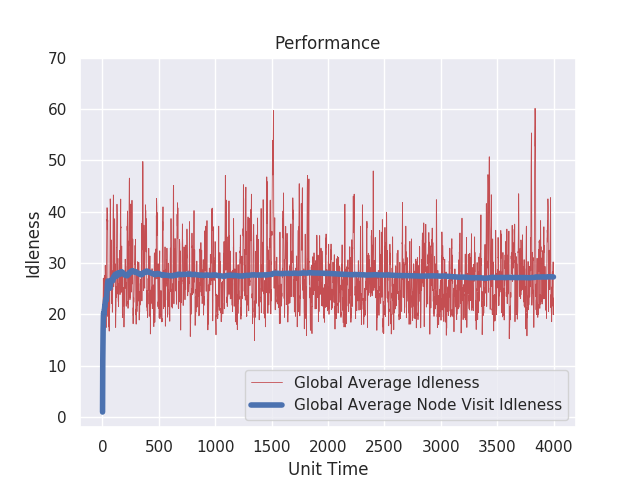 Performance
70
60
50
40
30
20
10
0
Idleness
Global Average Idleness
Global Average Node Visit Idleness
0 500 1000 1500 2000 2500 3000 3500 4000
Unit Time